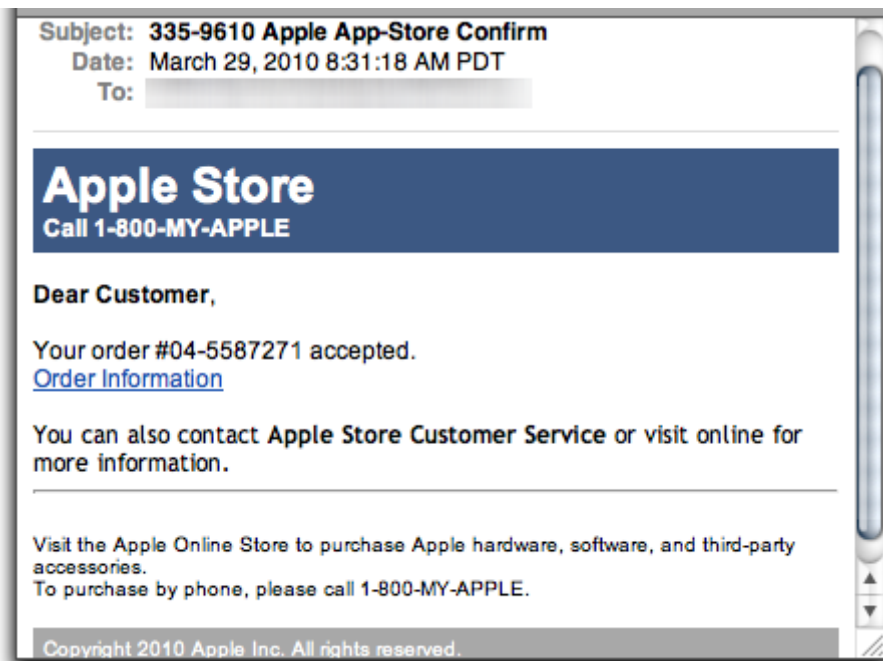 Subject: 335-9610 Apple App-Store Confirm
Date: March 29, 2010 8:31:18 AM PDT
To:
Apple Store
Call 1-800-MY-APPLE
Dear Customer,
Your order #04-5587271 accepted.
Order Information
You can also contact Apple Store Customer Service or visit online for
more information.
Visit the Apple Online Store to purchase Apple hardware, software, and third-party
accessories.
To purchase by phone, please call 1-800-MY-APPLE.
Copyright 2010 Apple Inc. All rights reserved.